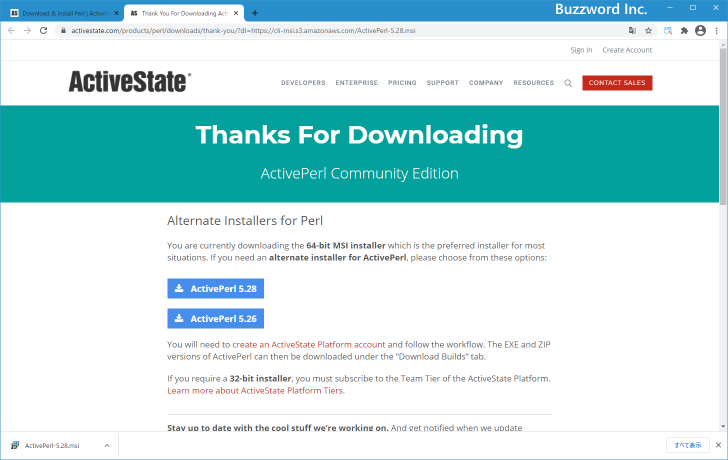 Download & Install Perl | Actives
Thank You For Downloading Acti
Buzzword Inc.
activestate.com/products/perl/downloads/thank-you/?dl=https://cli-msi.s3.amazonaws.com/ActivePerl-5.28.msi
Sign In Create Account
ActiveState®
DEVELOPERS ENTERPRISE PRICING SUPPORT COMPANY RESOURCES CONTACT SALES
Thanks For Downloading
ActivePerl Community Edition
Alternate Installers for Perl
You are currently downloading the 64-bit MSI installer which is the preferred installer for most
situations. If you need an alternate installer for ActivePerl, please choose from these options:
ActivePerl 5.28
ActivePerl 5.26
You will need to create an ActiveState Platform account and follow the workflow. The EXE and ZIP
versions of ActivePerl can then be downloaded under the “Download Builds” tab.
If you require a 32-bit installer, you must subscribe to the Team Tier of the ActiveState Platform.
Learn more about ActiveState Platform Tiers.
Stay up to date with the cool stuff we’re working on. And get notified when we update
ActivePerl-5.28.msi
すべて表示